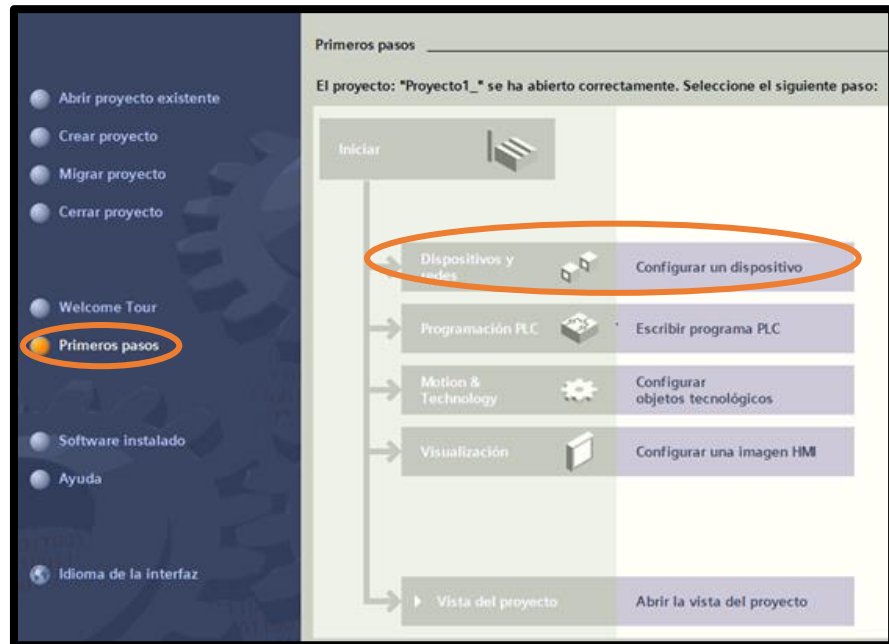 Abrir proyecto existente
Crear proyecto
Migrar proyecto
Cerrar proyecto
Welcome Tour
Primeros pasos
Software instalado
Ayuda
Idioma de la interfaz
Primeros pasos
El proyecto: "Proyecto1_" se ha abierto correctamente. Seleccione el siguiente paso:
Iniciar
Dispositivos y
redes
Configurar un dispositivo
Programación PLC
Escribir programa PLC
Motion &
Technology
Configurar
objetos tecnológicos
Visualización
Configurar una imagen HMI
Vista del proyecto
Abrir la vista del proyecto